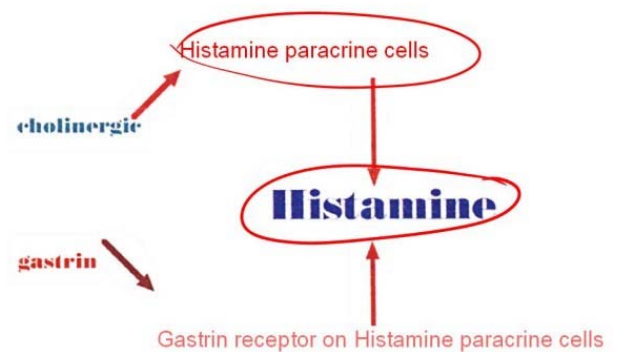 Histamine paracrine cells
cholinergic
Histamine
gastrin
Gastrin receptor on Histamine paracrine cells